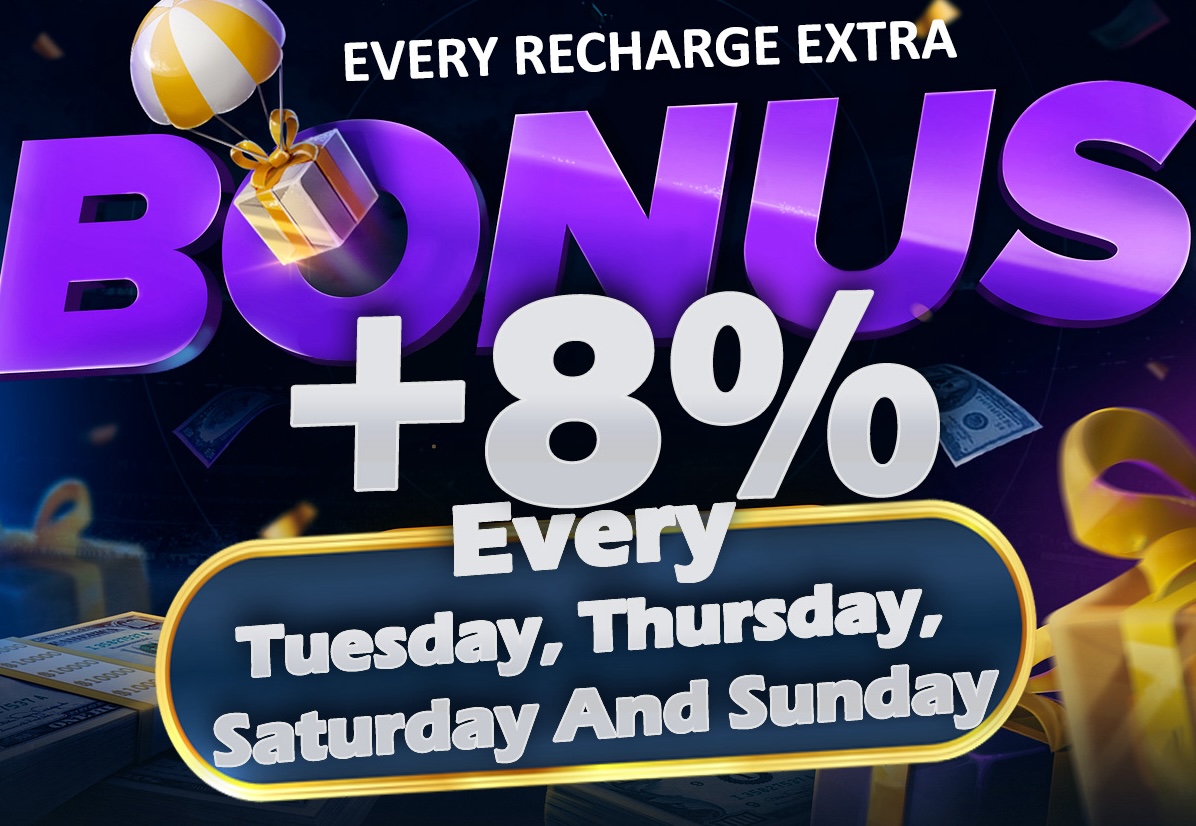 EVERY RECHARGE EXTRA
BONUS
+8%
Every
Tuesday, Thursday,
Saturday And Sunday